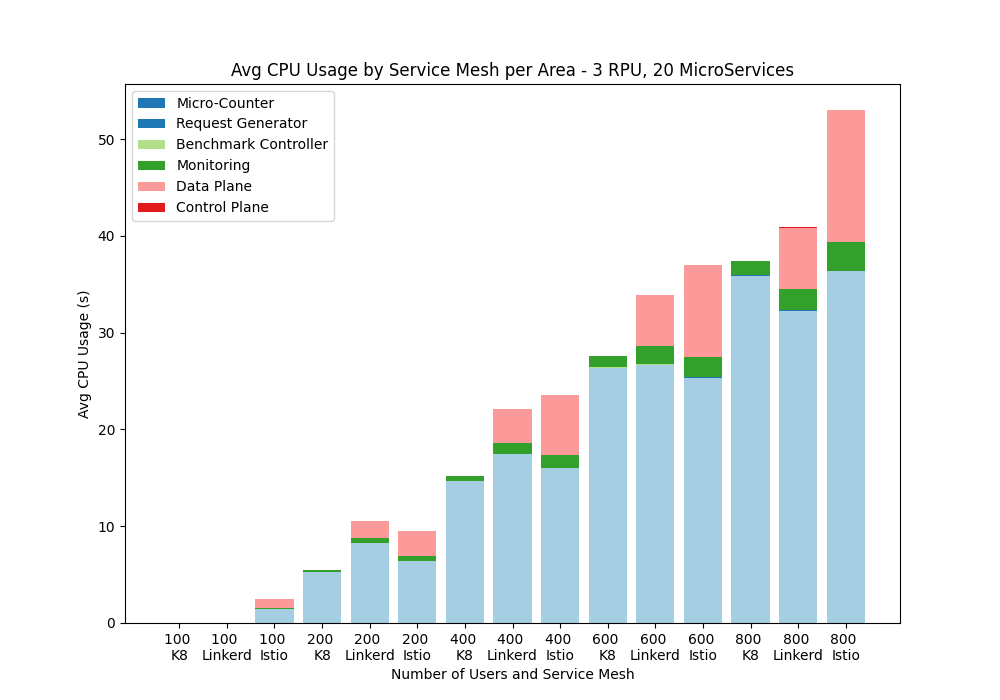 Avg CPU Usage by Service Mesh per Area - 3 RPU, 20 MicroServices
Micro-Counter
Request Generator
Benchmark Controller
Monitoring
Data Plane
Control Plane
Avg CPU Usage (s)
50
40
30
20
10
0
100 100 100 200 200 200 400 400 400 600 600 600 800 800 800
K8 Linkerd Istio K8 Linkerd Istio K8 Linkerd Istio K8 Linkerd Istio K8 Linkerd Istio
Number of Users and Service Mesh